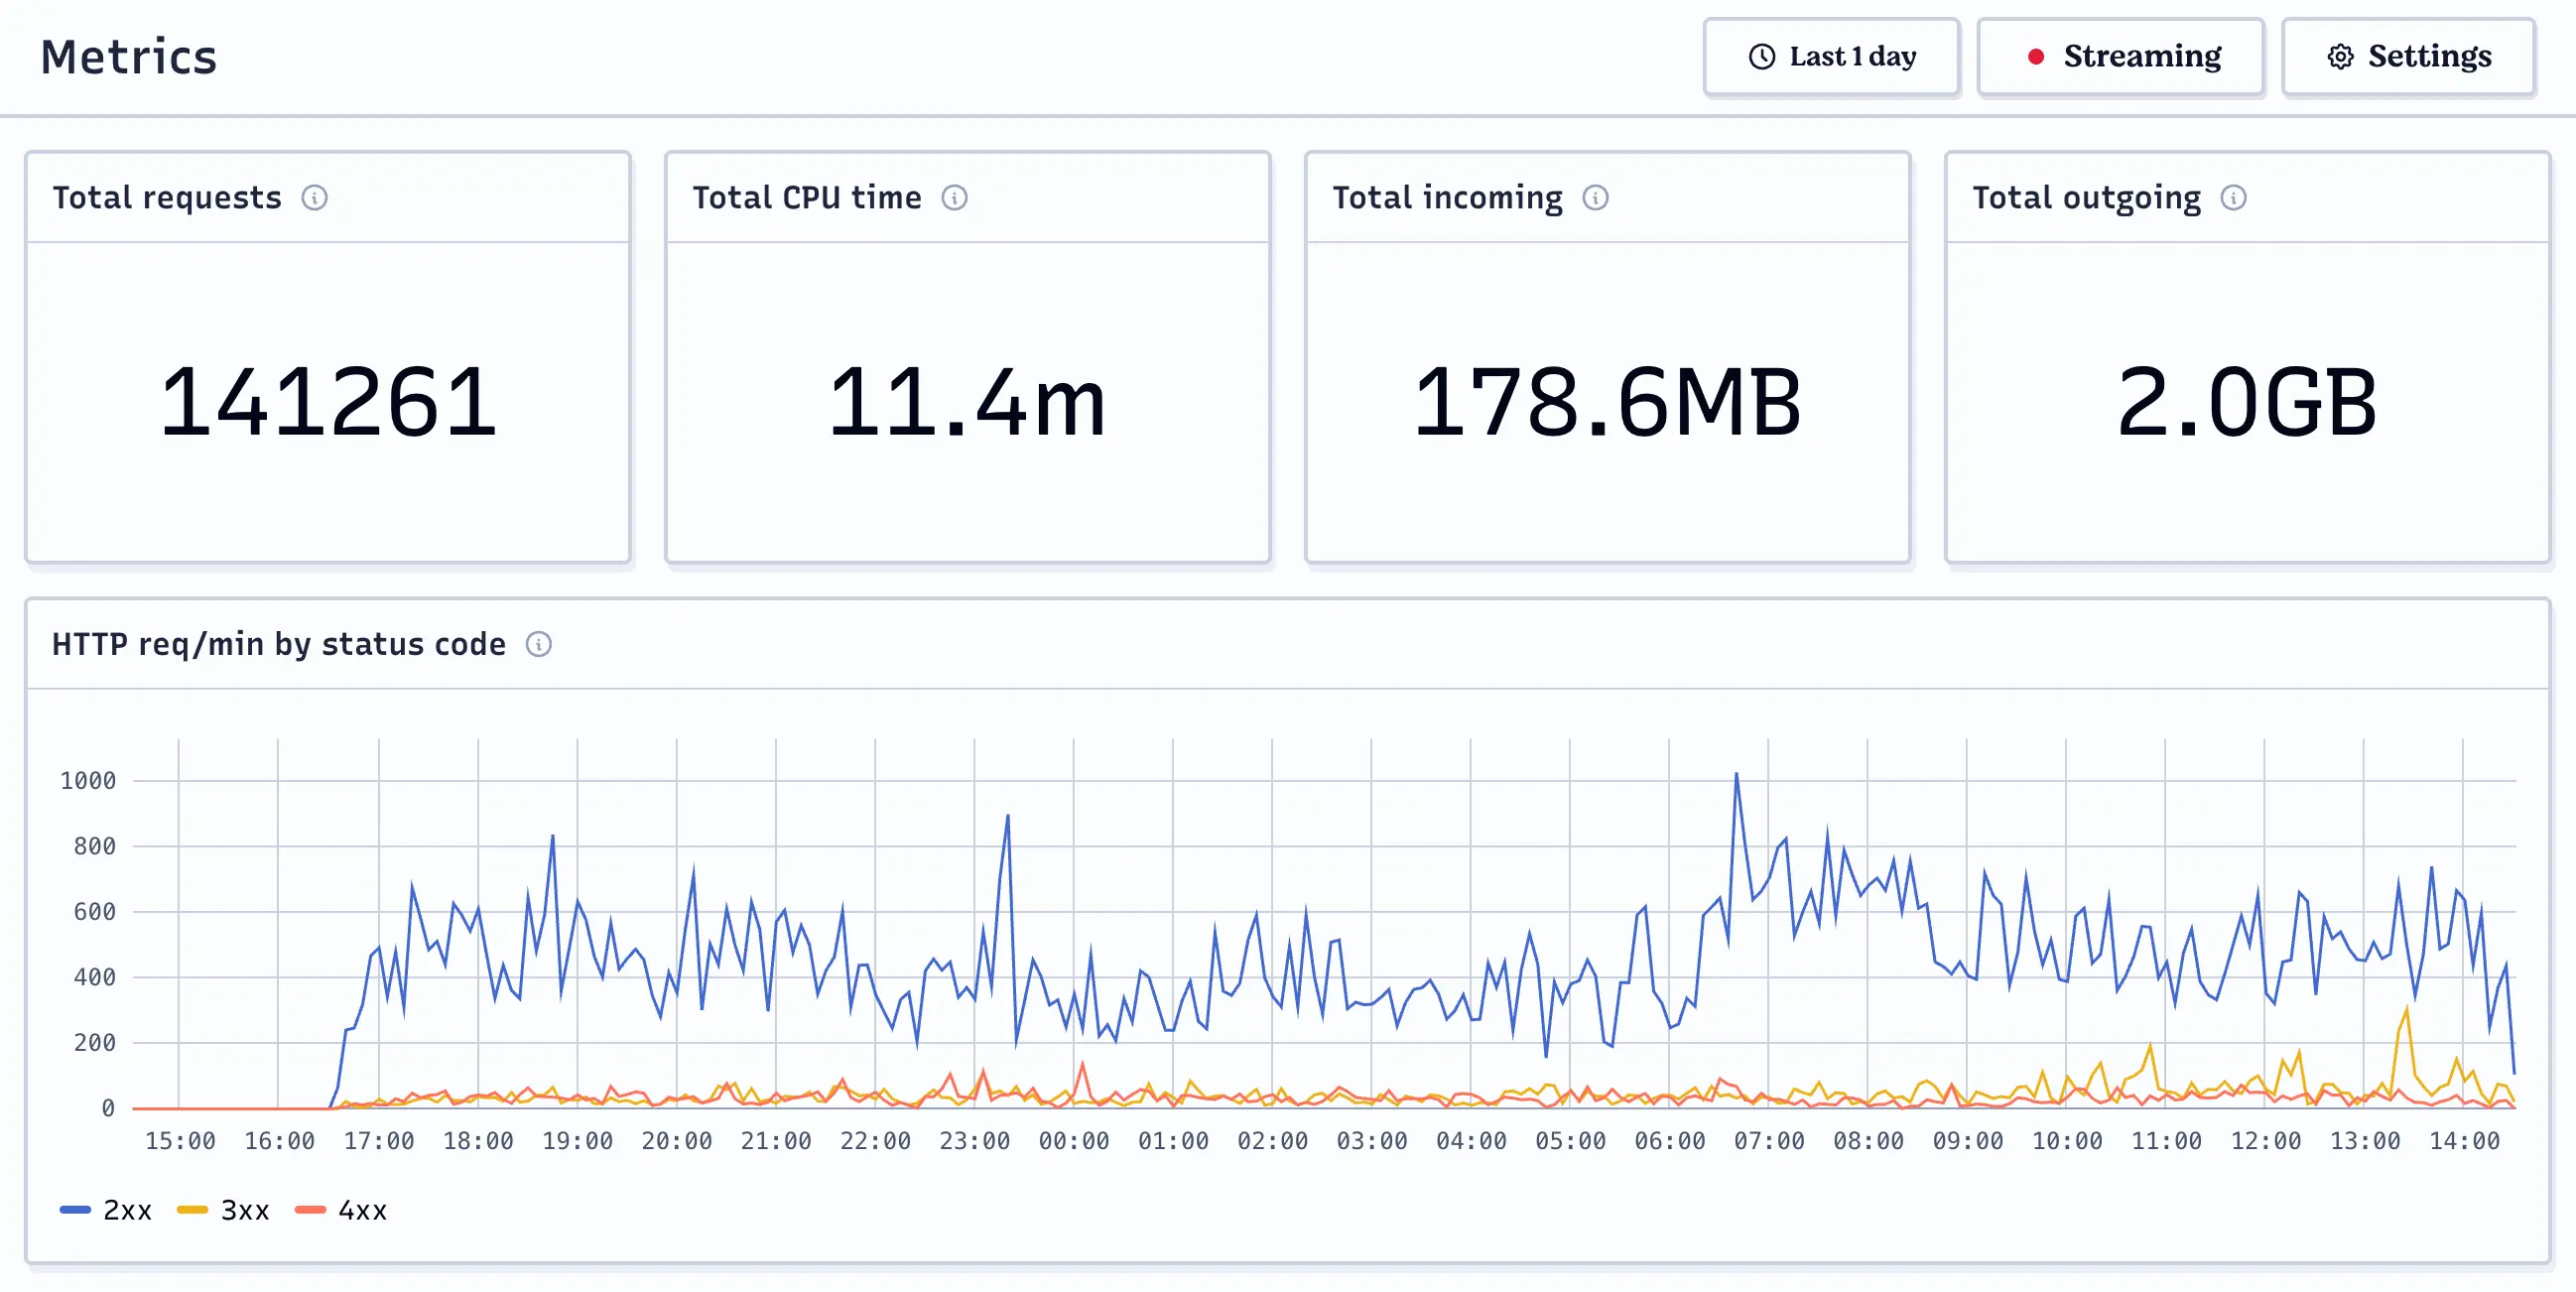 Metrics
Last 1 day
Streaming
Settings
Total requests
Total CPU time
Total incoming
Total outgoing
141261
11.4m
178.6MB
2.0GB
HTTP req/min by status code
1000
800
600
400
200
0
15:00 16:00 17:00 18:00 19:00 20:00 21:00 22:00 23:00 00:00 01:00 02:00 03:00 04:00 05:00 06:00 07:00 08:00 09:00 10:00 11:00 12:00 13:00 14:00
2xx 3xx 4xx